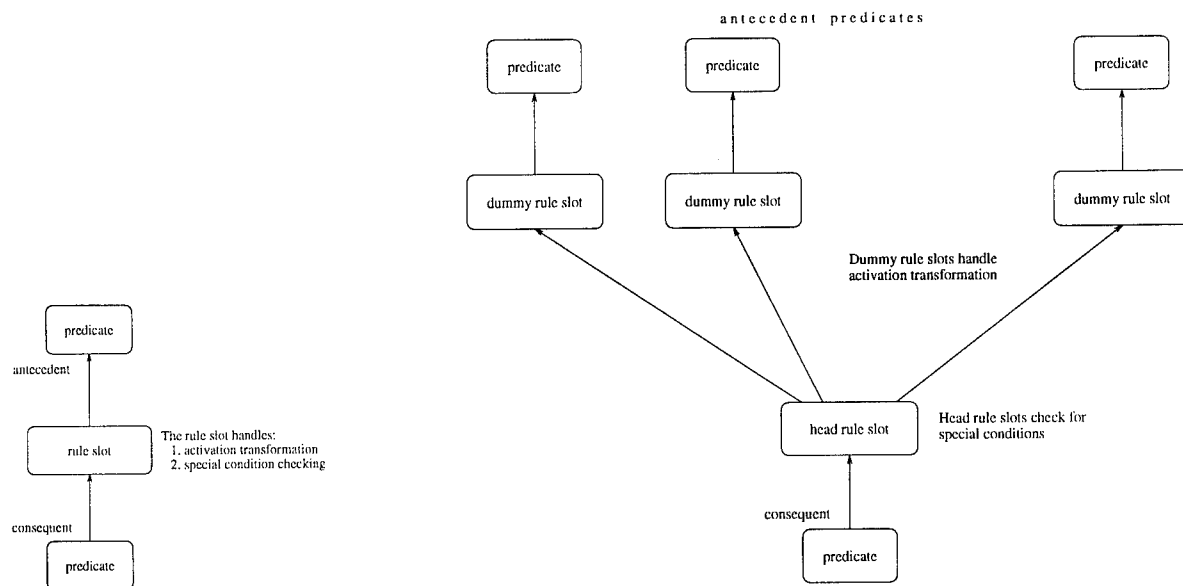 predicate
antecedent
rule slot
The rule slot handles:
1. activation transformation
2. special condition checking
consequent
predicate
antecedent predicates
predicate
predicate
predicate
dummy rule slot
dummy rule slot
dummy rule slot
Dummy rule slots handle
activation transformation
head rule slot
Head rule slots check for
special conditions
consequent
predicate